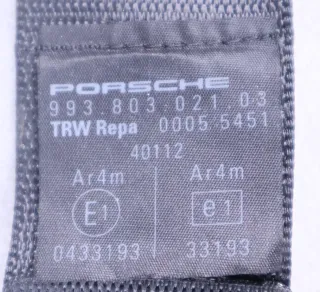 PORSCHE
993.803.021.03
TRW Repa 0005 5451
40112
Ar4m Ar4m
E1 e1
0433193 33193